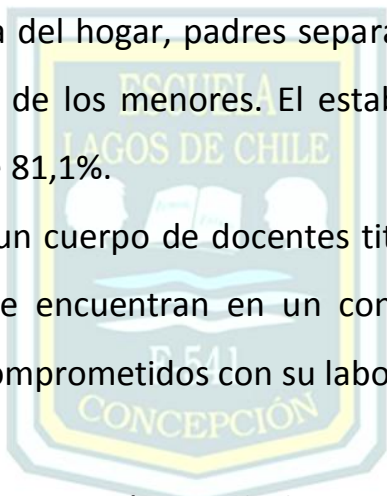 a del hogar, padres separa
de los menores. El estab
81,1%.
un cuerpo de docentes tit
e encuentran en un con
omprometidos con su labo
ESCUELA
LAGOS DE CHILE
F 541
CONCEPCIÓN